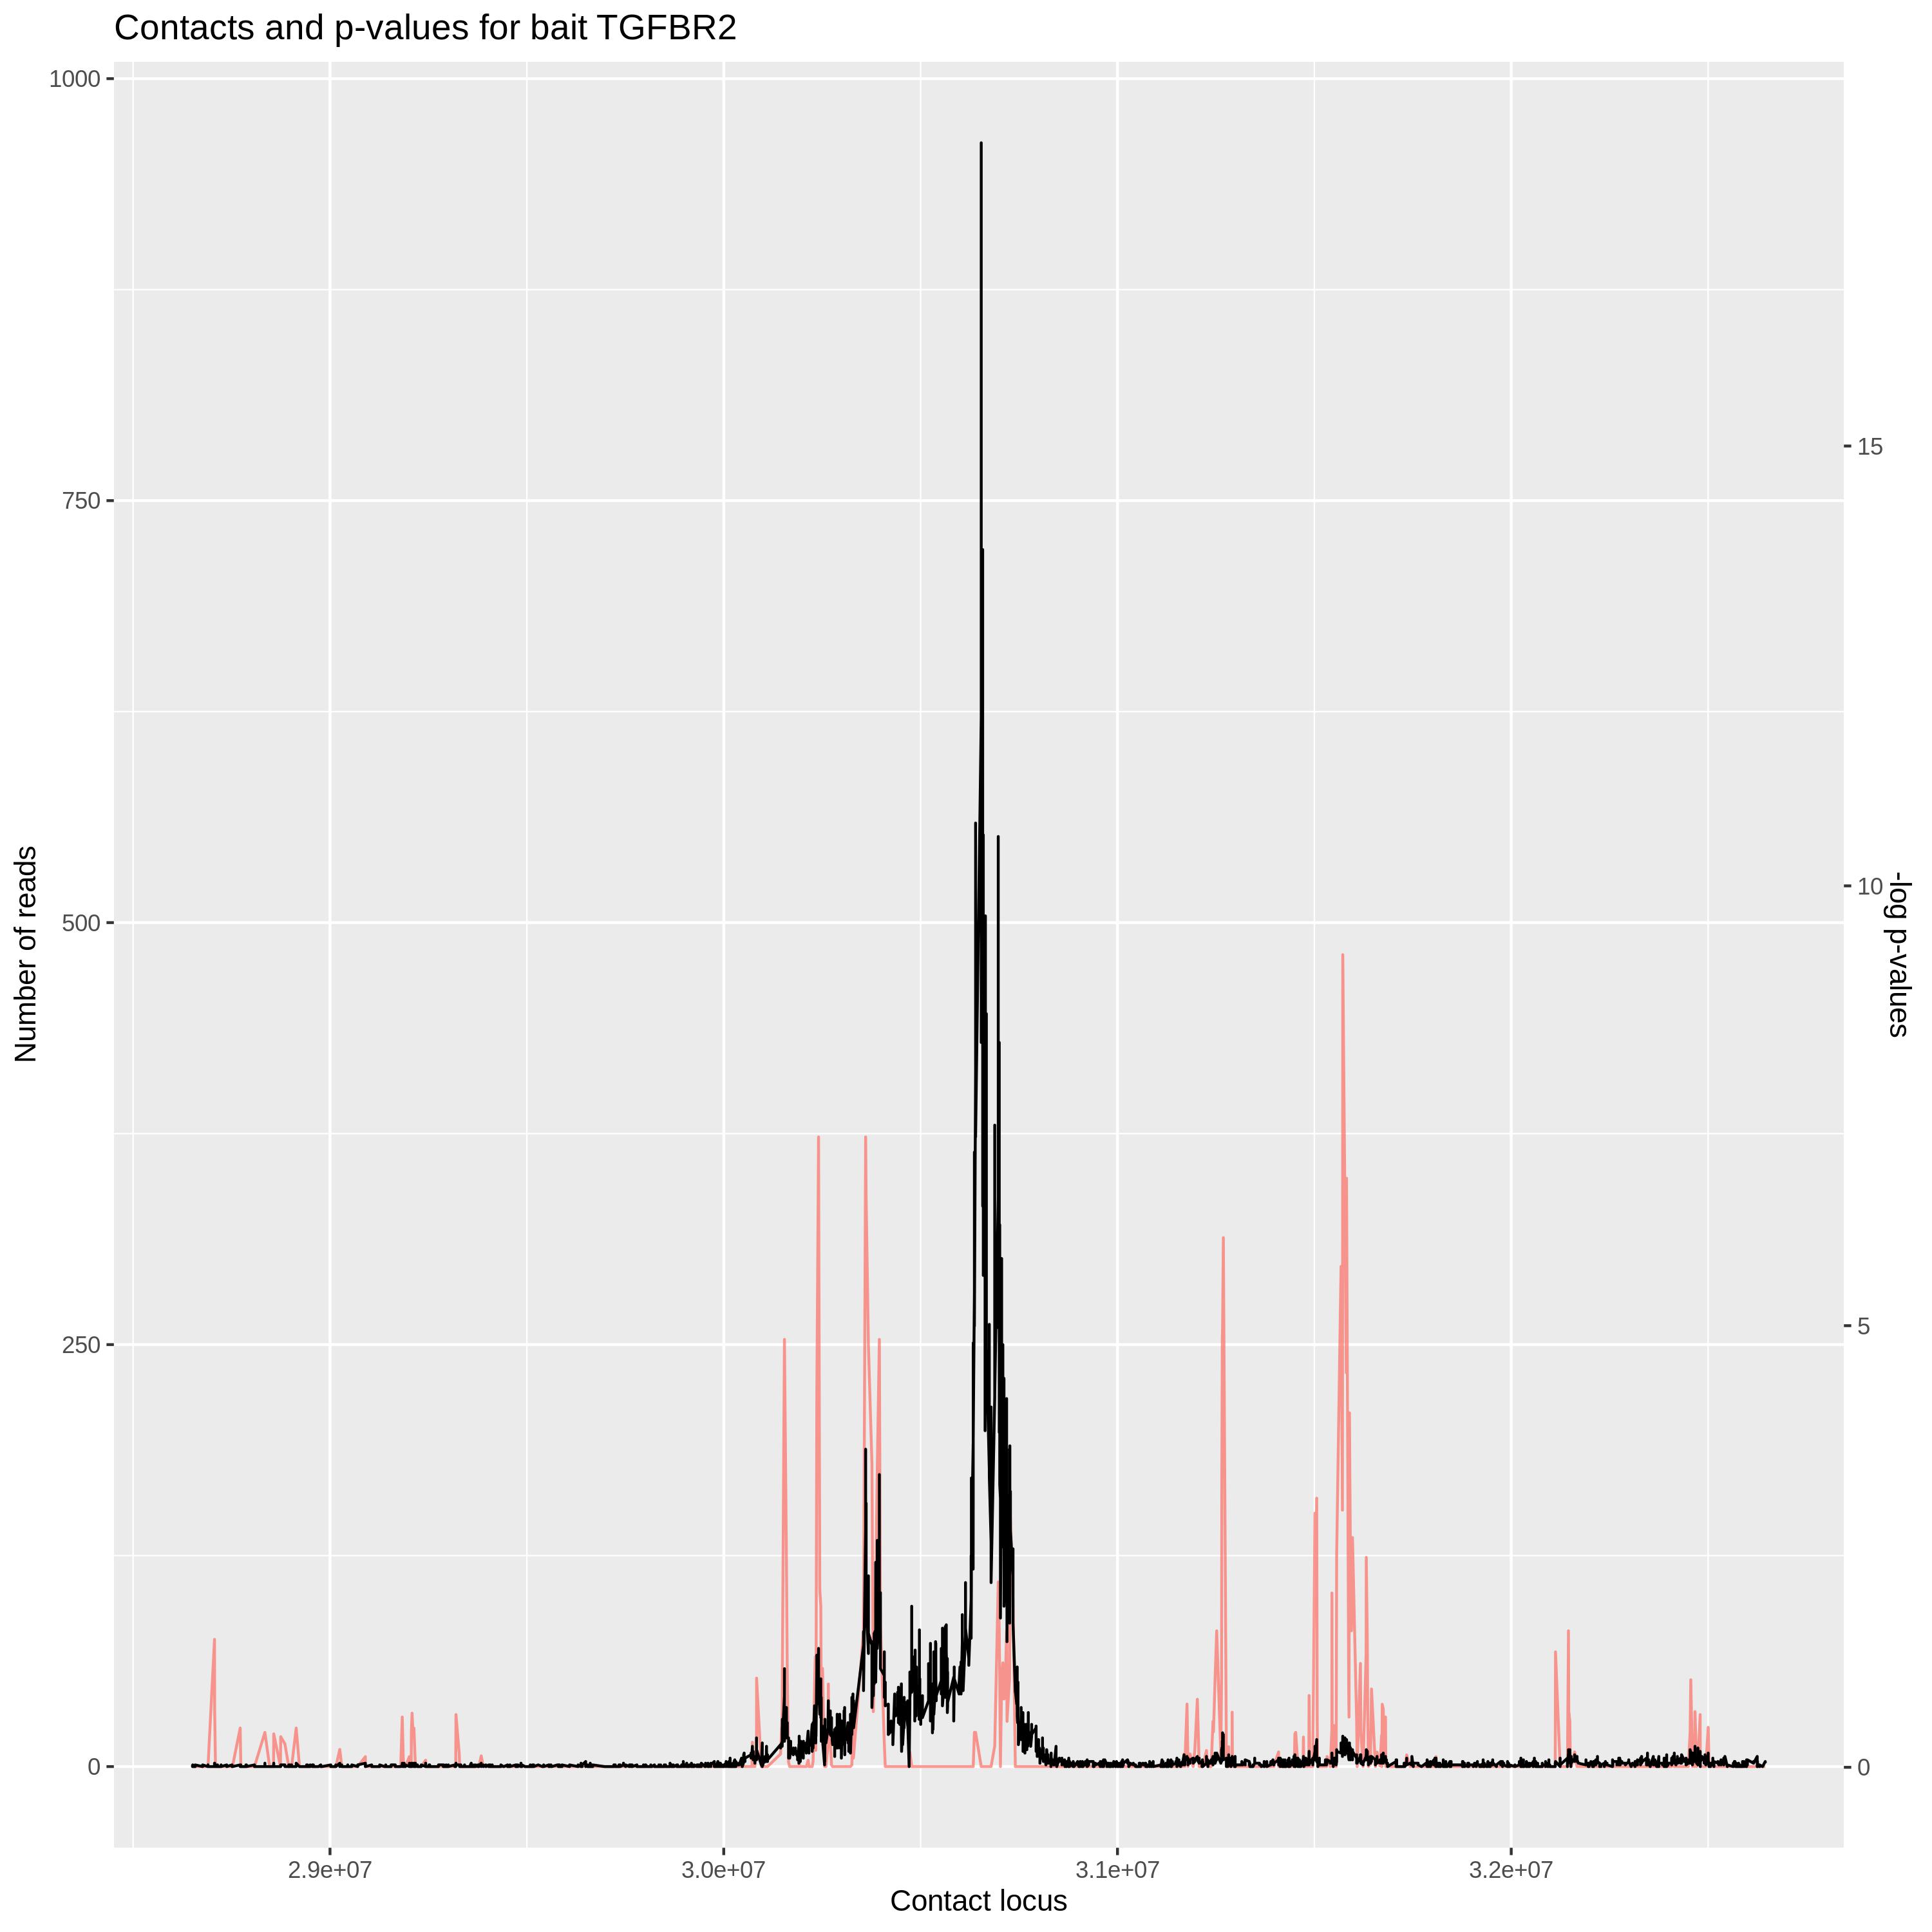 Contacts and p-values for bait TGFBR2
1000
750
500
250
0
Number of reads
15
10
5
0
-log p-values
2.9e+07
3.0e+07
3.1e+07
3.2e+07
Contact locus